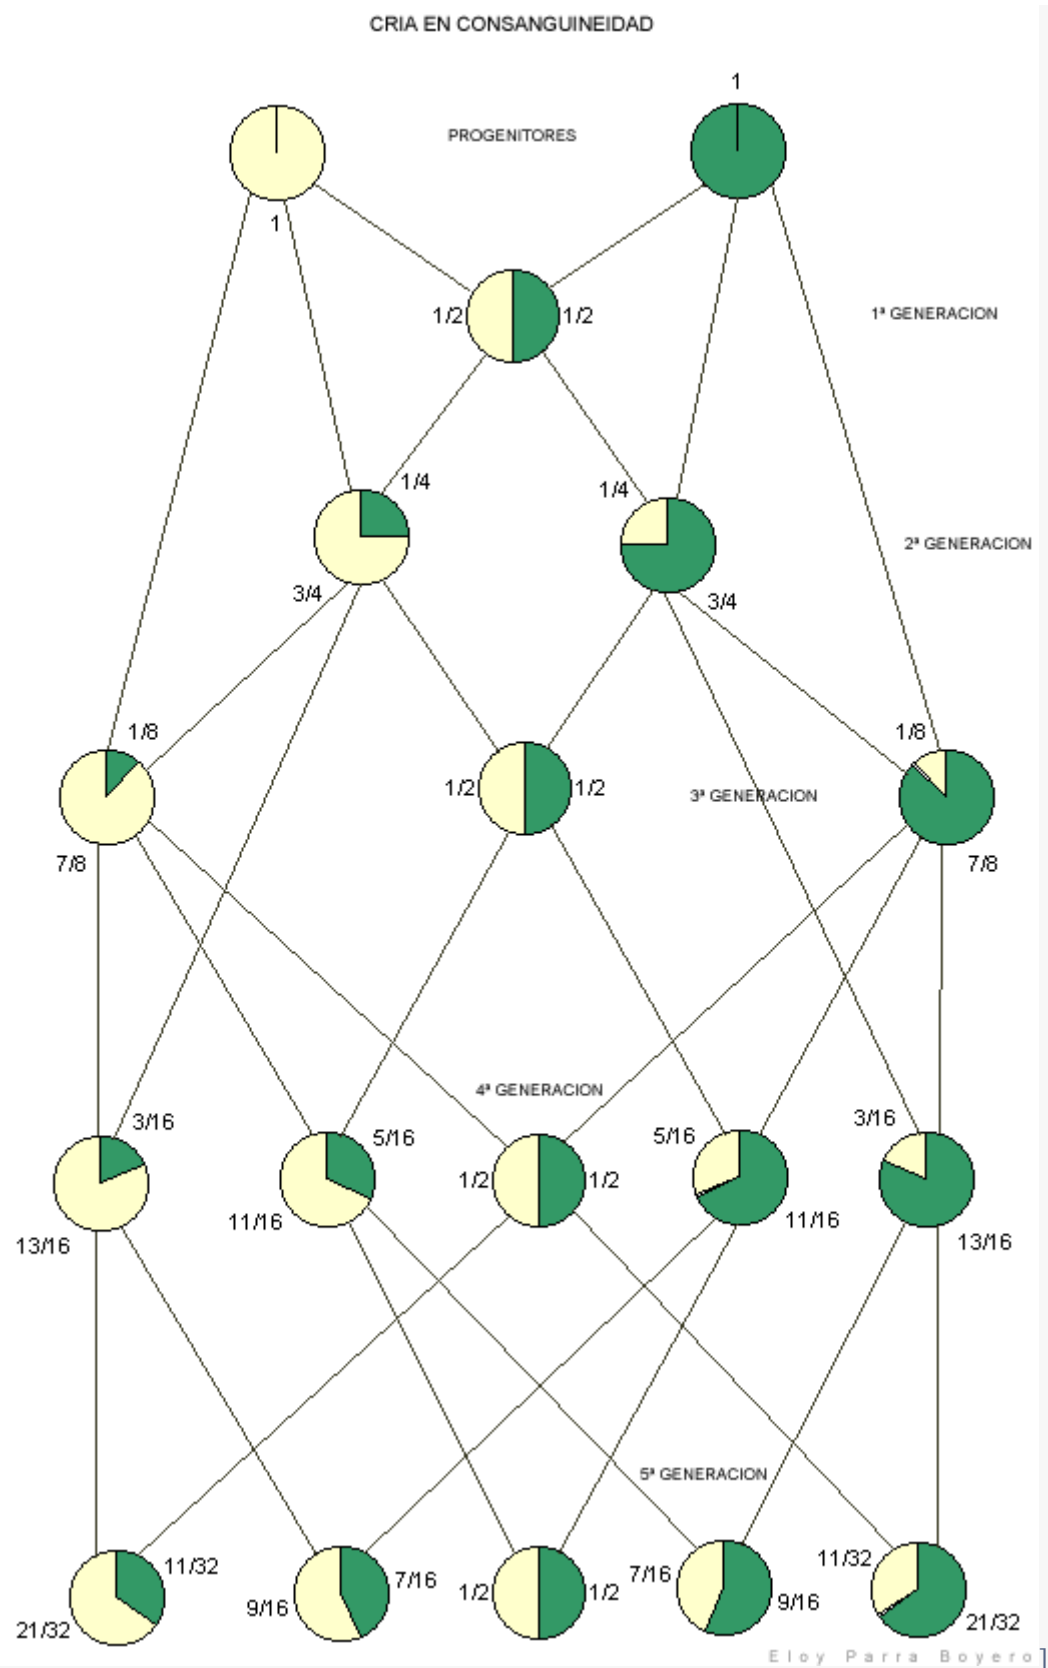 CRIA EN CONSANGUINEIDAD
1
PROGENITORES
1
1/2 1/2
1ª GENERACION
1/4 1/4
2ª GENERACION
3/4 3/4
1/8 1/8
1/2 1/2
3ª GENERACION
7/8 7/8
4ª GENERACION
3/16 5/16 5/16 3/16
1/2 1/2
13/16 11/16 11/16 13/16
5ª GENERACION
11/32 7/16 7/16 11/32
1/2 1/2
21/32 9/16 9/16 21/32
Eloy Parra Boyero]